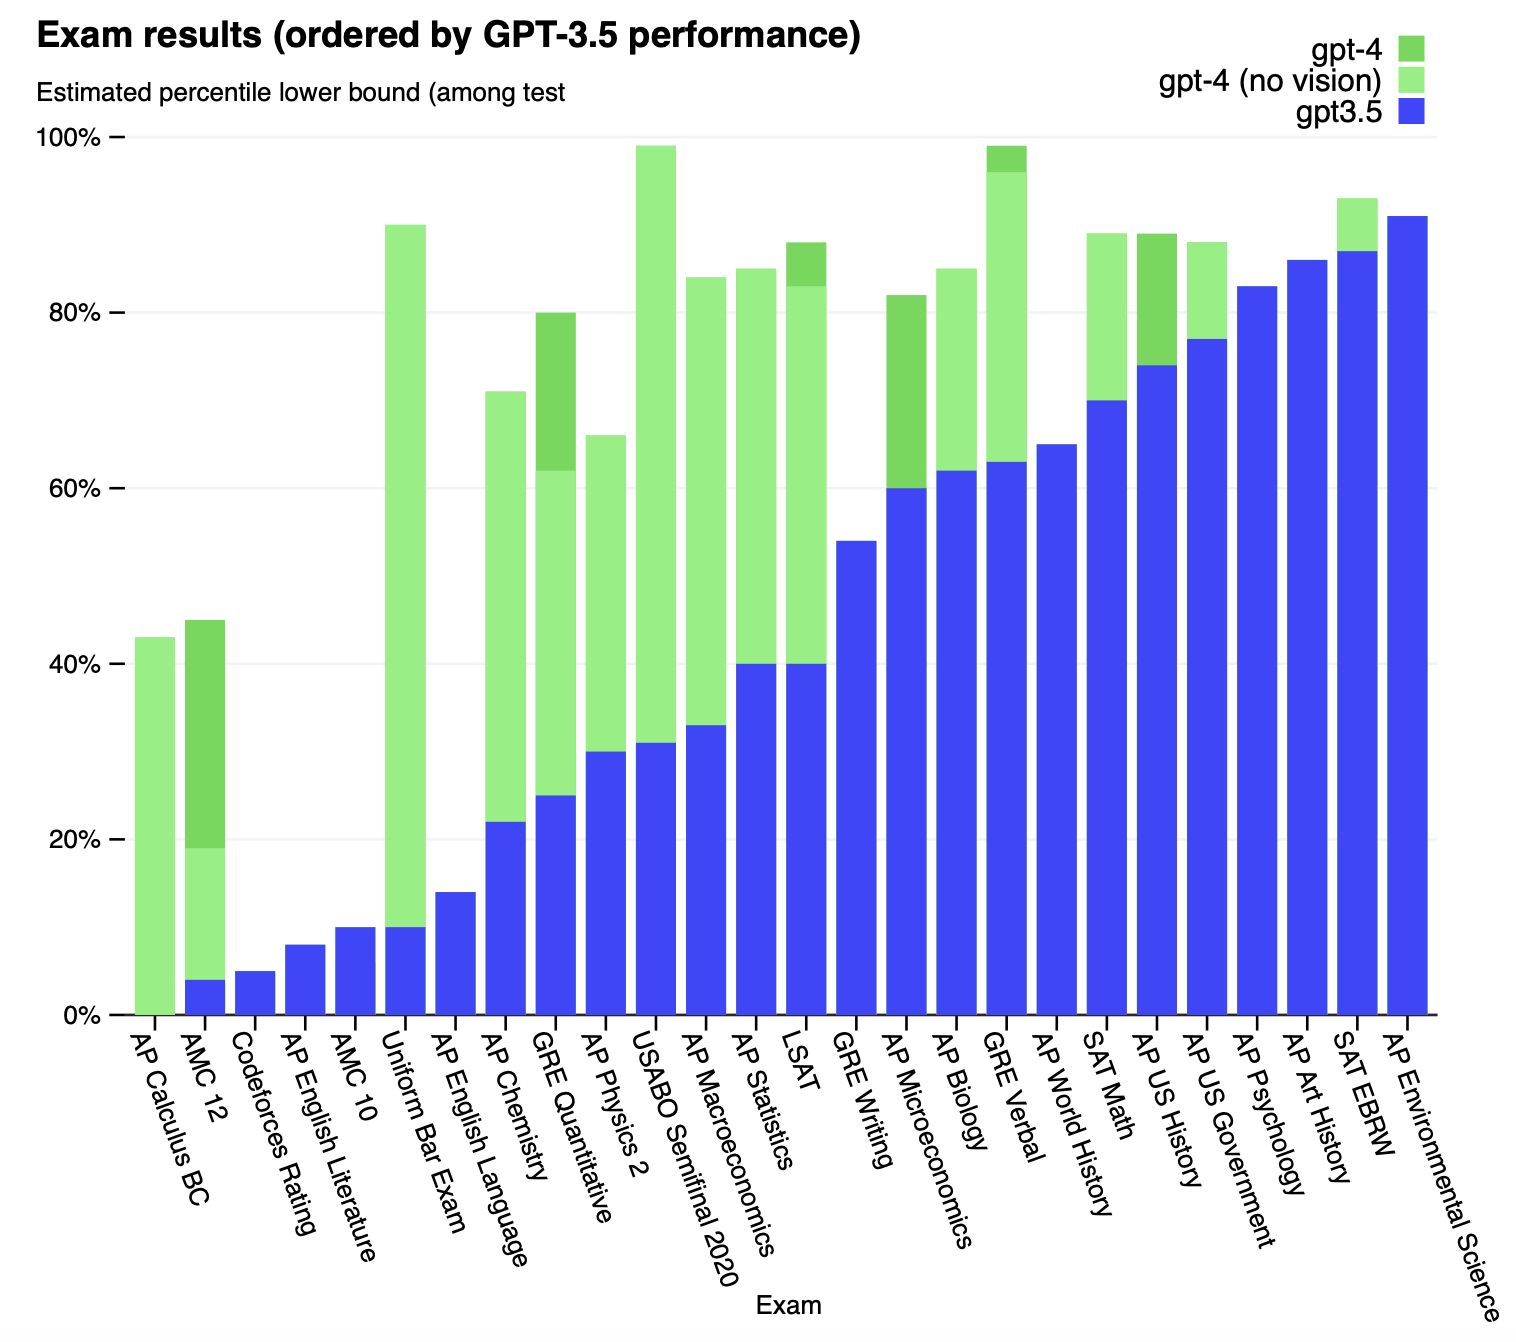 Exam results (ordered by GPT-3.5 performance)
Estimated percentile lower bound (among test
gpt-4
gpt-4 (no vision)
gpt3.5
100%
80%
60%
40%
20%
0%
AP Calculus BC
AMC 12
Codeforces Rating
AP English Literature
AMC 10
Uniform Bar Exam
AP English Language
AP Chemistry
GRE Quantitative
AP Physics 2
USABO Semifinal 2020
AP Macroeconomics
AP Statistics
LSAT
GRE Writing
AP Microeconomics
AP Biology
GRE Verbal
AP World History
SAT Math
AP US History
AP US Government
AP Psychology
AP Art History
SAT EBRW
AP Environmental Science
Exam